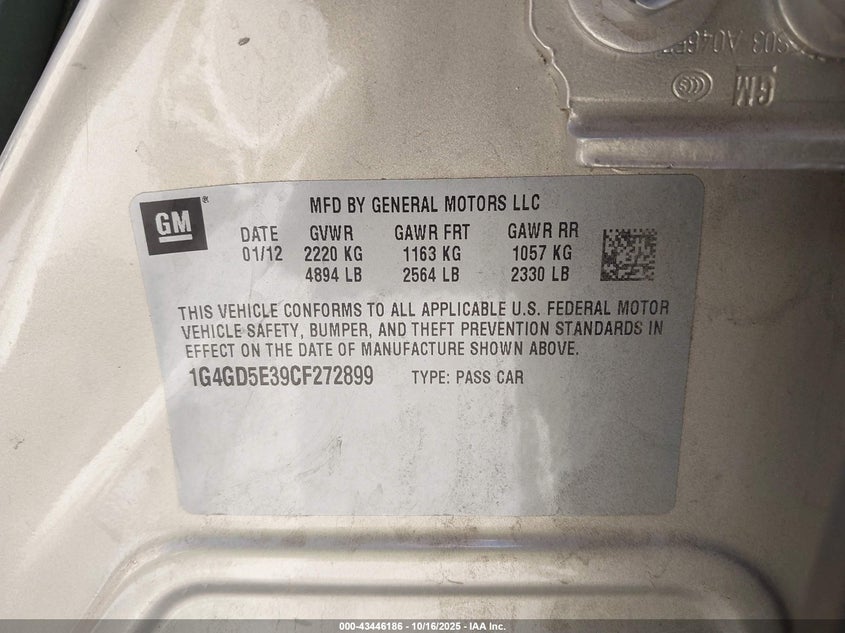 GM
GM ®
MFD BY GENERAL MOTORS LLC
DATE GVWR GAWR FRT GAWR RR
01/12 2220 KG 1163 KG 1057 KG
4894 LB 2564 LB 2330 LB
THIS VEHICLE CONFORMS TO ALL APPLICABLE U.S. FEDERAL MOTOR
VEHICLE SAFETY, BUMPER, AND THEFT PREVENTION STANDARDS IN
EFFECT ON THE DATE OF MANUFACTURE SHOWN ABOVE.
1G4GD5E39CF272899 TYPE: PASS CAR
000-43446186 - 10/16/2025 - IAA Inc.